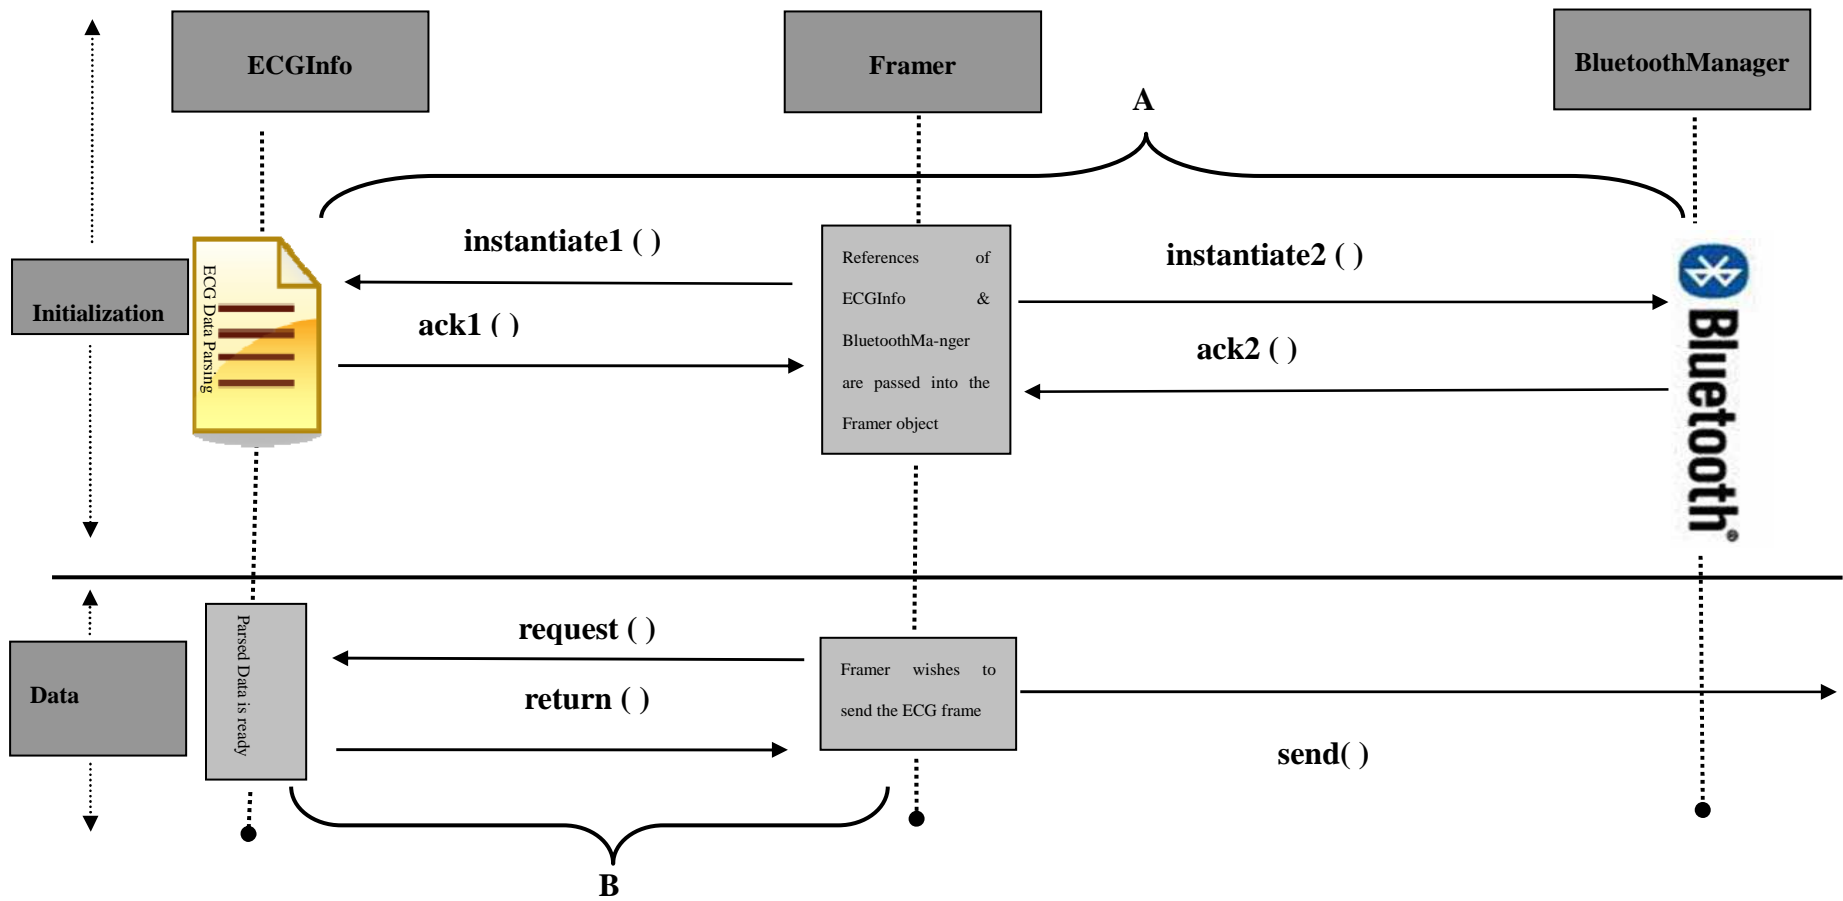 ECGInfo
Framer
BluetoothManager
A
instantiate1 ( )
instantiate2 ( )
References of
ECGInfo &
BluetoothMa-nger
are passed into the
Framer object
ECG Data Parsing
Initialization
ack1 ( )
ack2 ( )
Bluetooth®
request ( )
Parsed Data is ready
Framer wishes to
send the ECG frame
Data
return ( )
send( )
B